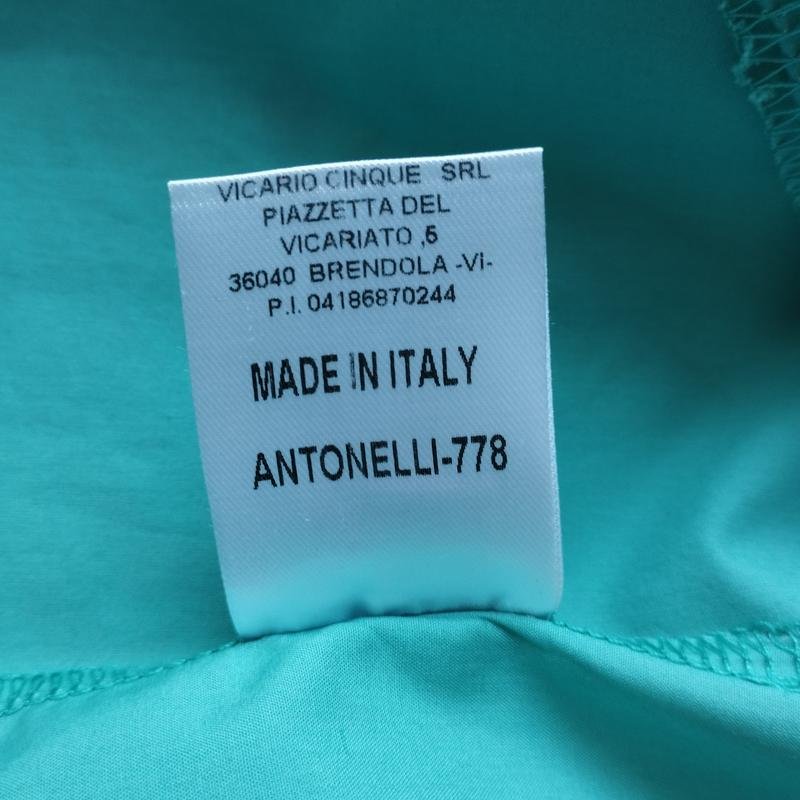 VICARIO CINQUE SRL
PIAZZETTA DEL
VICARIATO ,5
36040 BRENDOLA -VI-
P.I. 04186870244
MADE IN ITALY
ANTONELLI-778